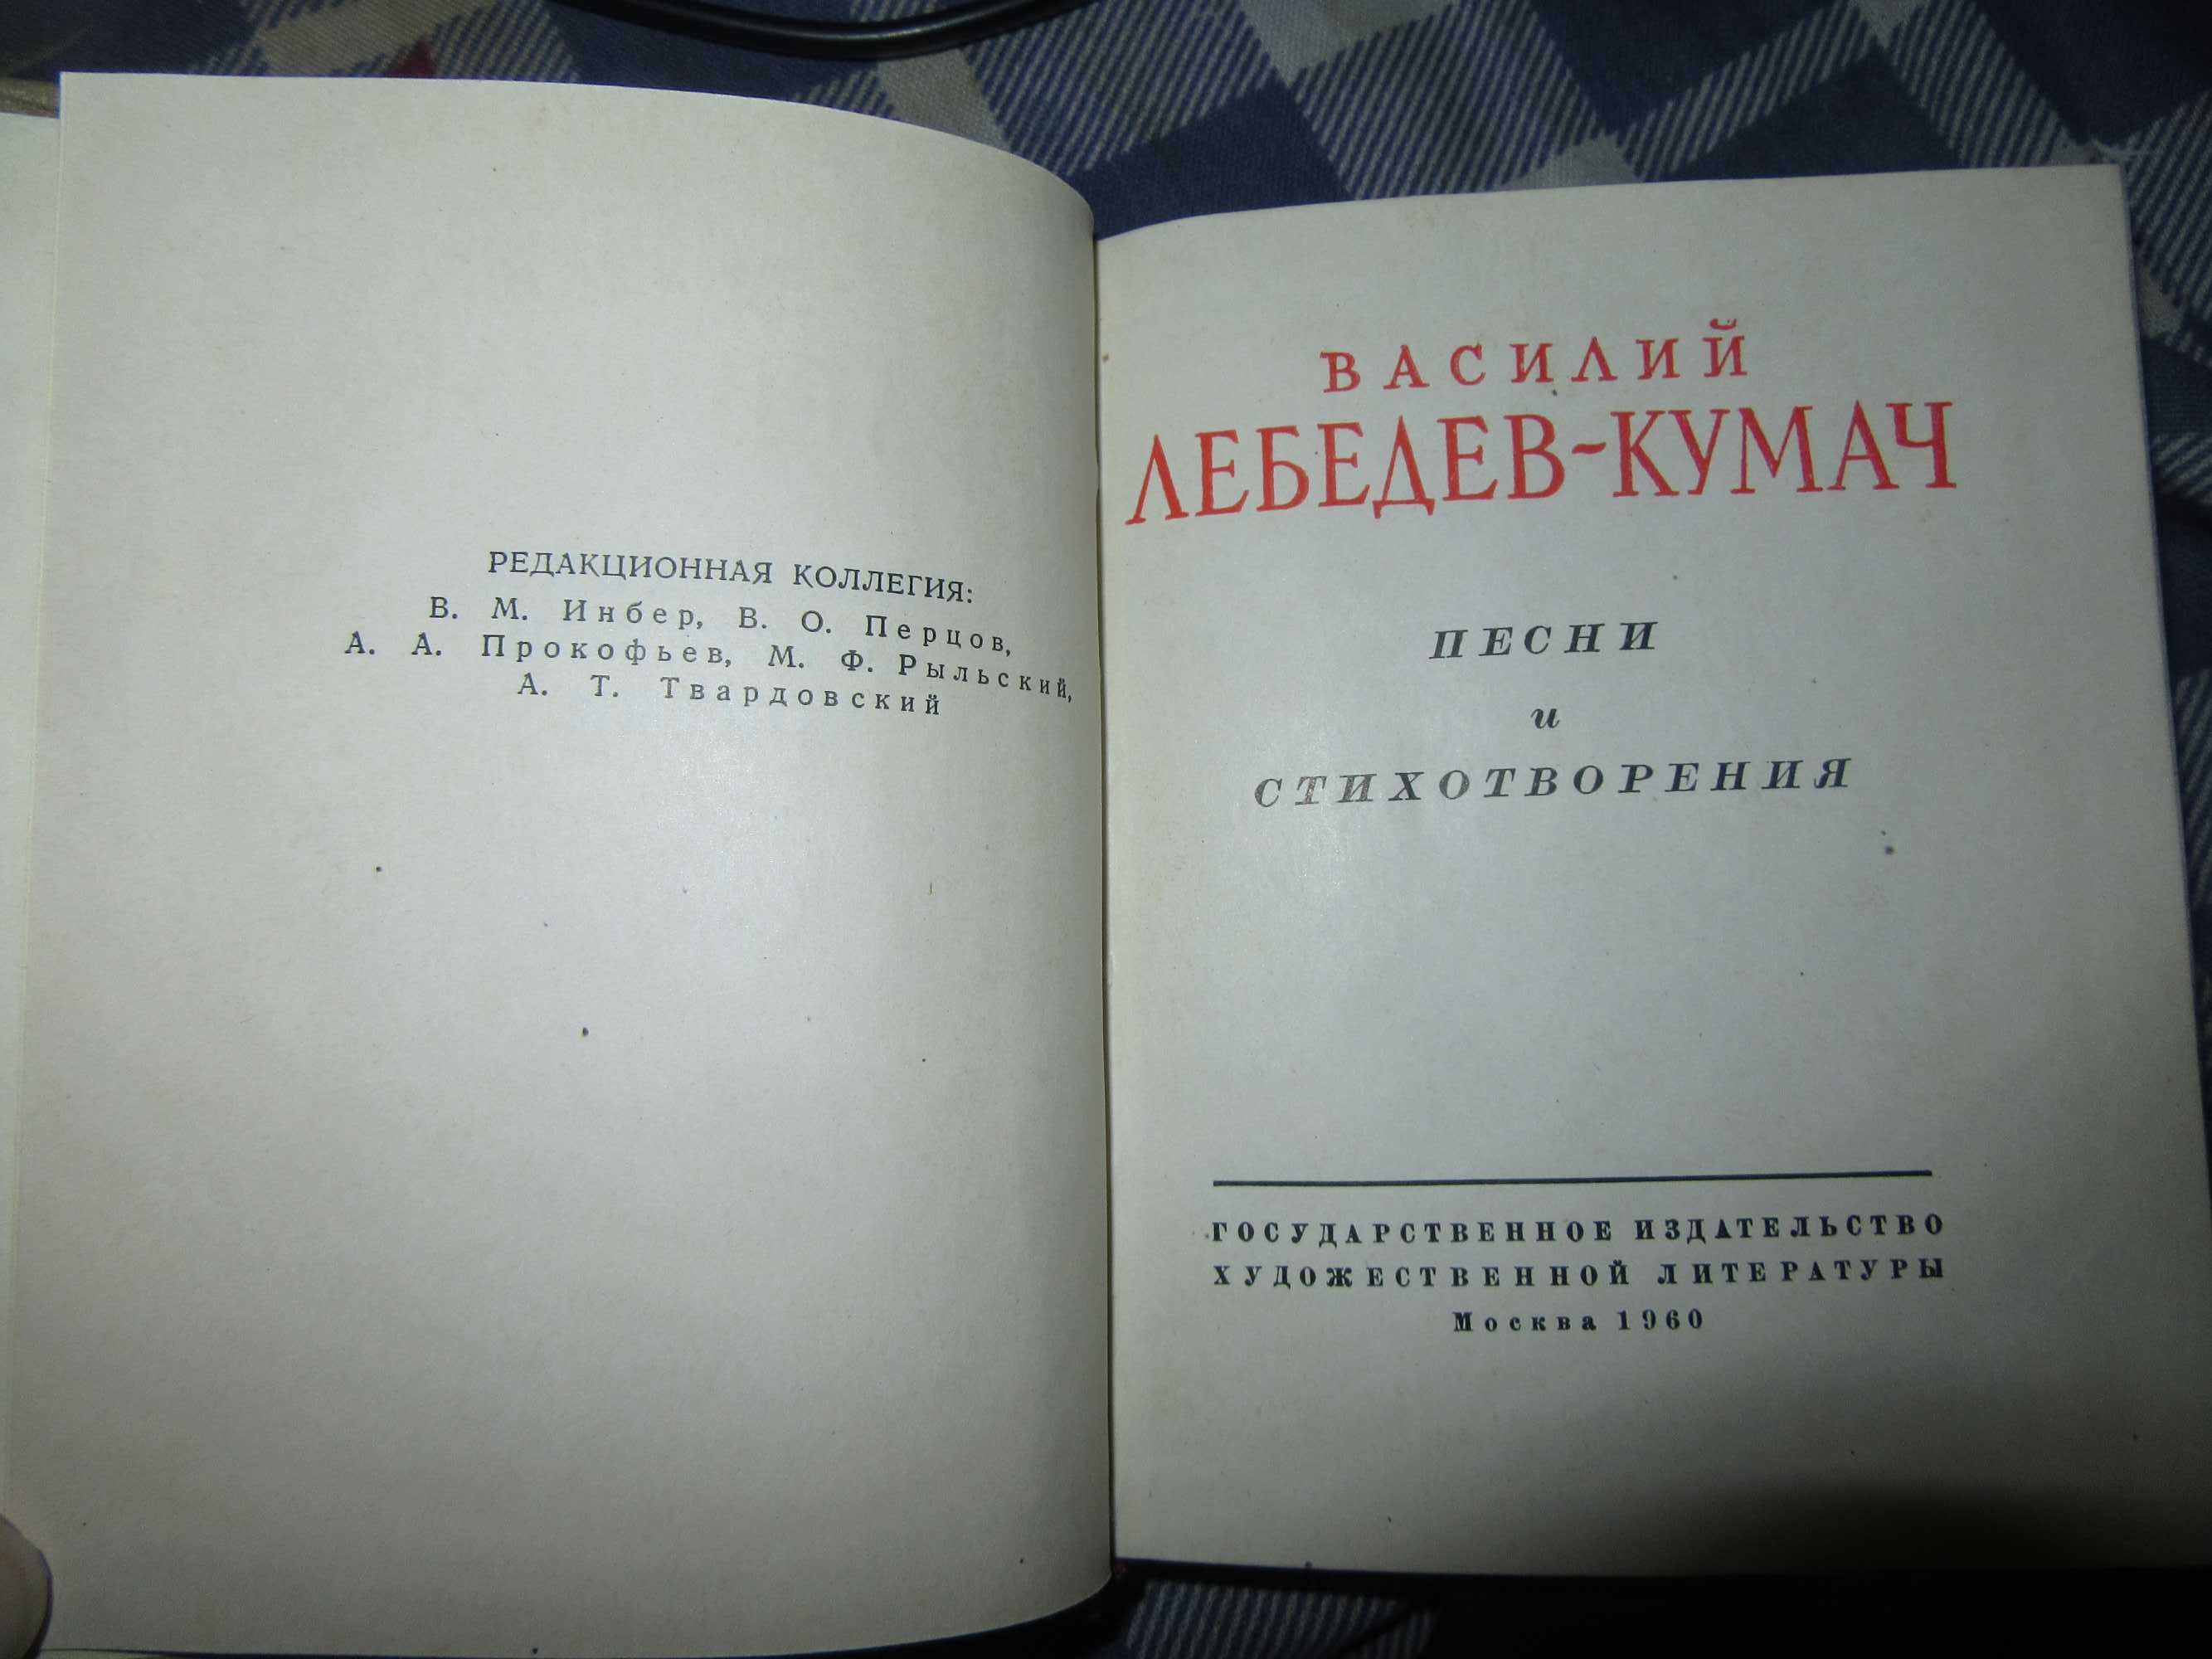 РЕДАКЦИОННАЯ КОЛЛЕГИЯ:
В. М. Инбер, В. О. Перцов,
А. А. Прокофьев, М. Ф. Рыльский,
А. Т. Твардовский
ВАСИЛИЙ
ЛЕБЕДЕВ-КУМАЧ
ПЕСНИ
и
СТИХОТВОРЕНИЯ
ГОСУДАРСТВЕННОЕ ИЗДАТЕЛЬСТВО
ХУДОЖЕСТВЕННОЙ ЛИТЕРАТУРЫ
Москва 1960